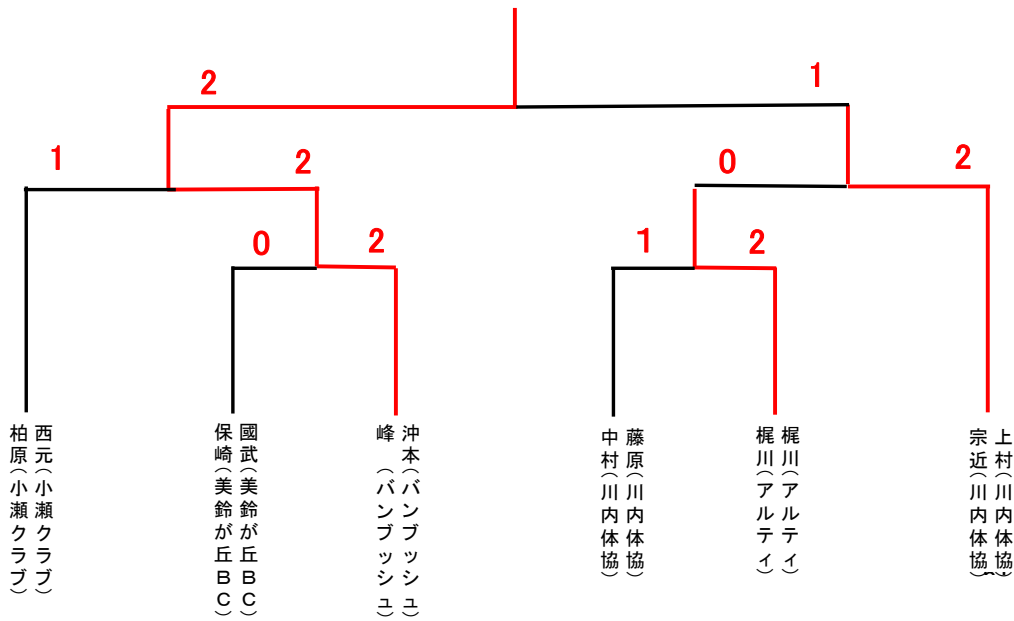 2
1
1
2
0
2
0
2
1
2
西元(小瀬クラブ)
柏原(小瀬クラブ)
國武(美鈴が丘BC)
保崎(美鈴が丘BC)
沖本(バンブッシュ)
峰 (バンブッシュ)
藤原(川内体協)
中村(川内体協)
梶川(アルティ)
梶川(アルティ)
上村(川内体協)
宗近(川内体協)